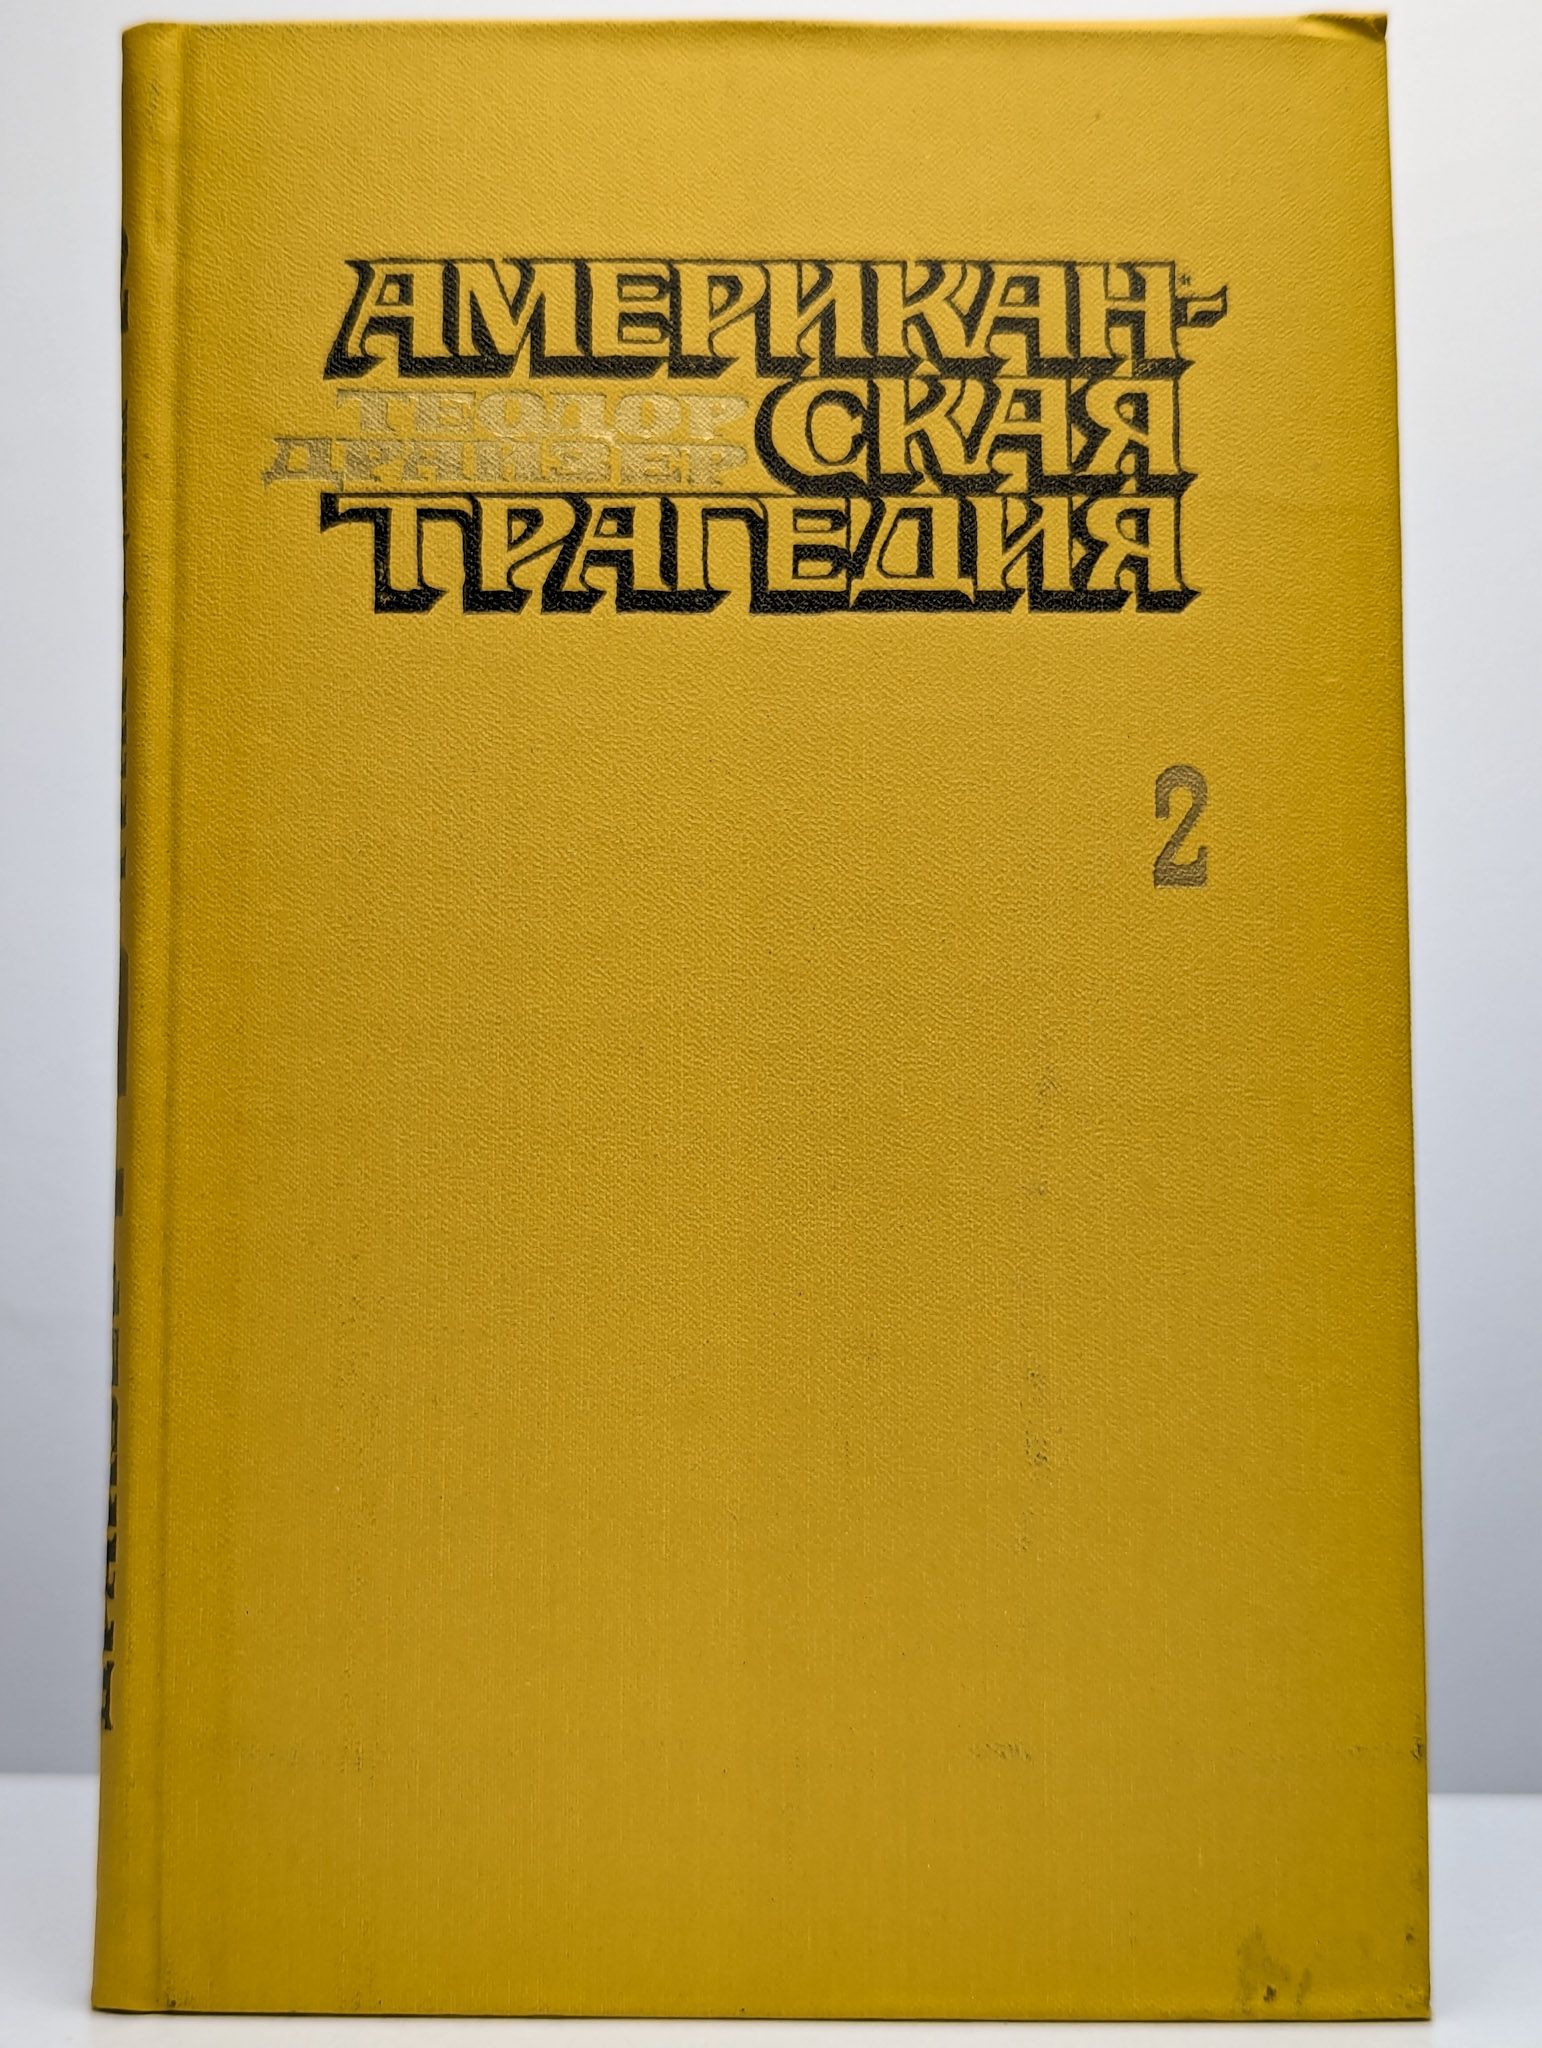 АМЕРИКАН-
ТЕОДОР
ДРАЙЗЕР
СКАЯ
ТРАГЕДИЯ
2